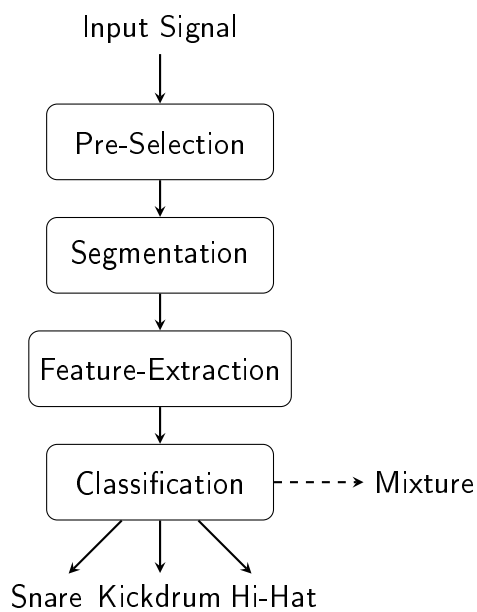 Input Signal
Pre-Selection
Segmentation
Feature-Extraction
Classification
Mixture
Snare Kickdrum Hi-Hat